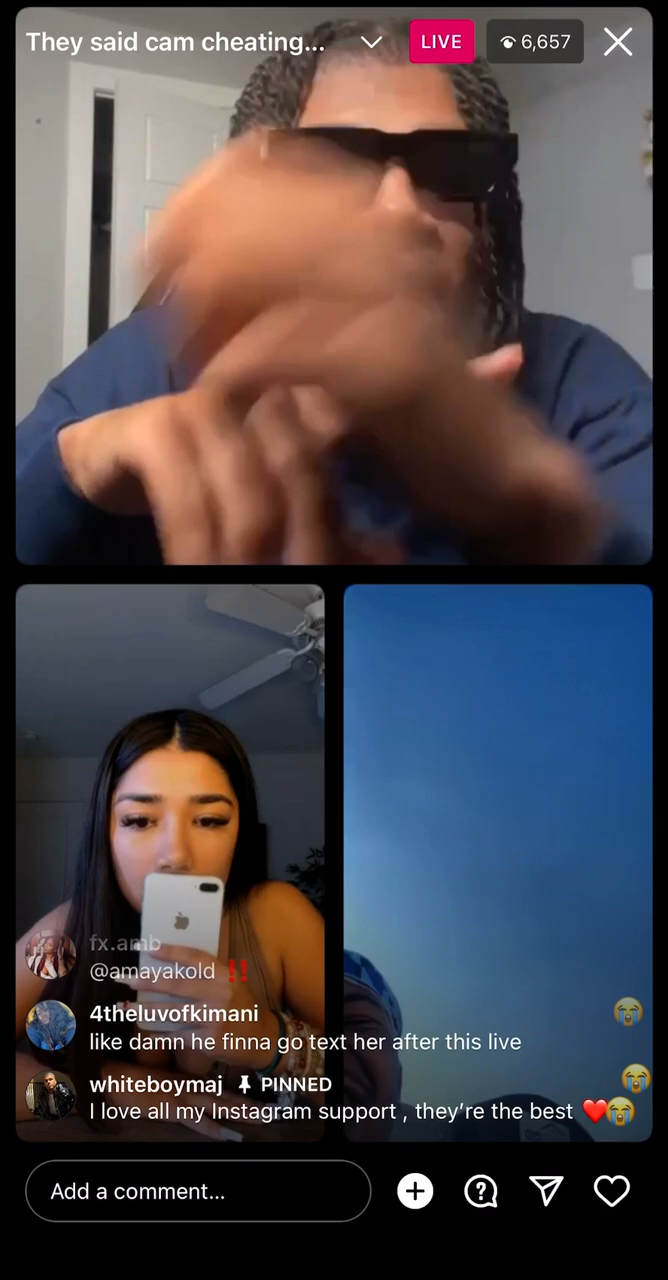 They said cam cheating...
LIVE
6,657
fx.amb
@amayakold ‼️
4theluvofkimani
like damn he finna go text her after this live
whiteboymaj PINNED
I love all my Instagram support , they’re the best ❤️😭
Add a comment...